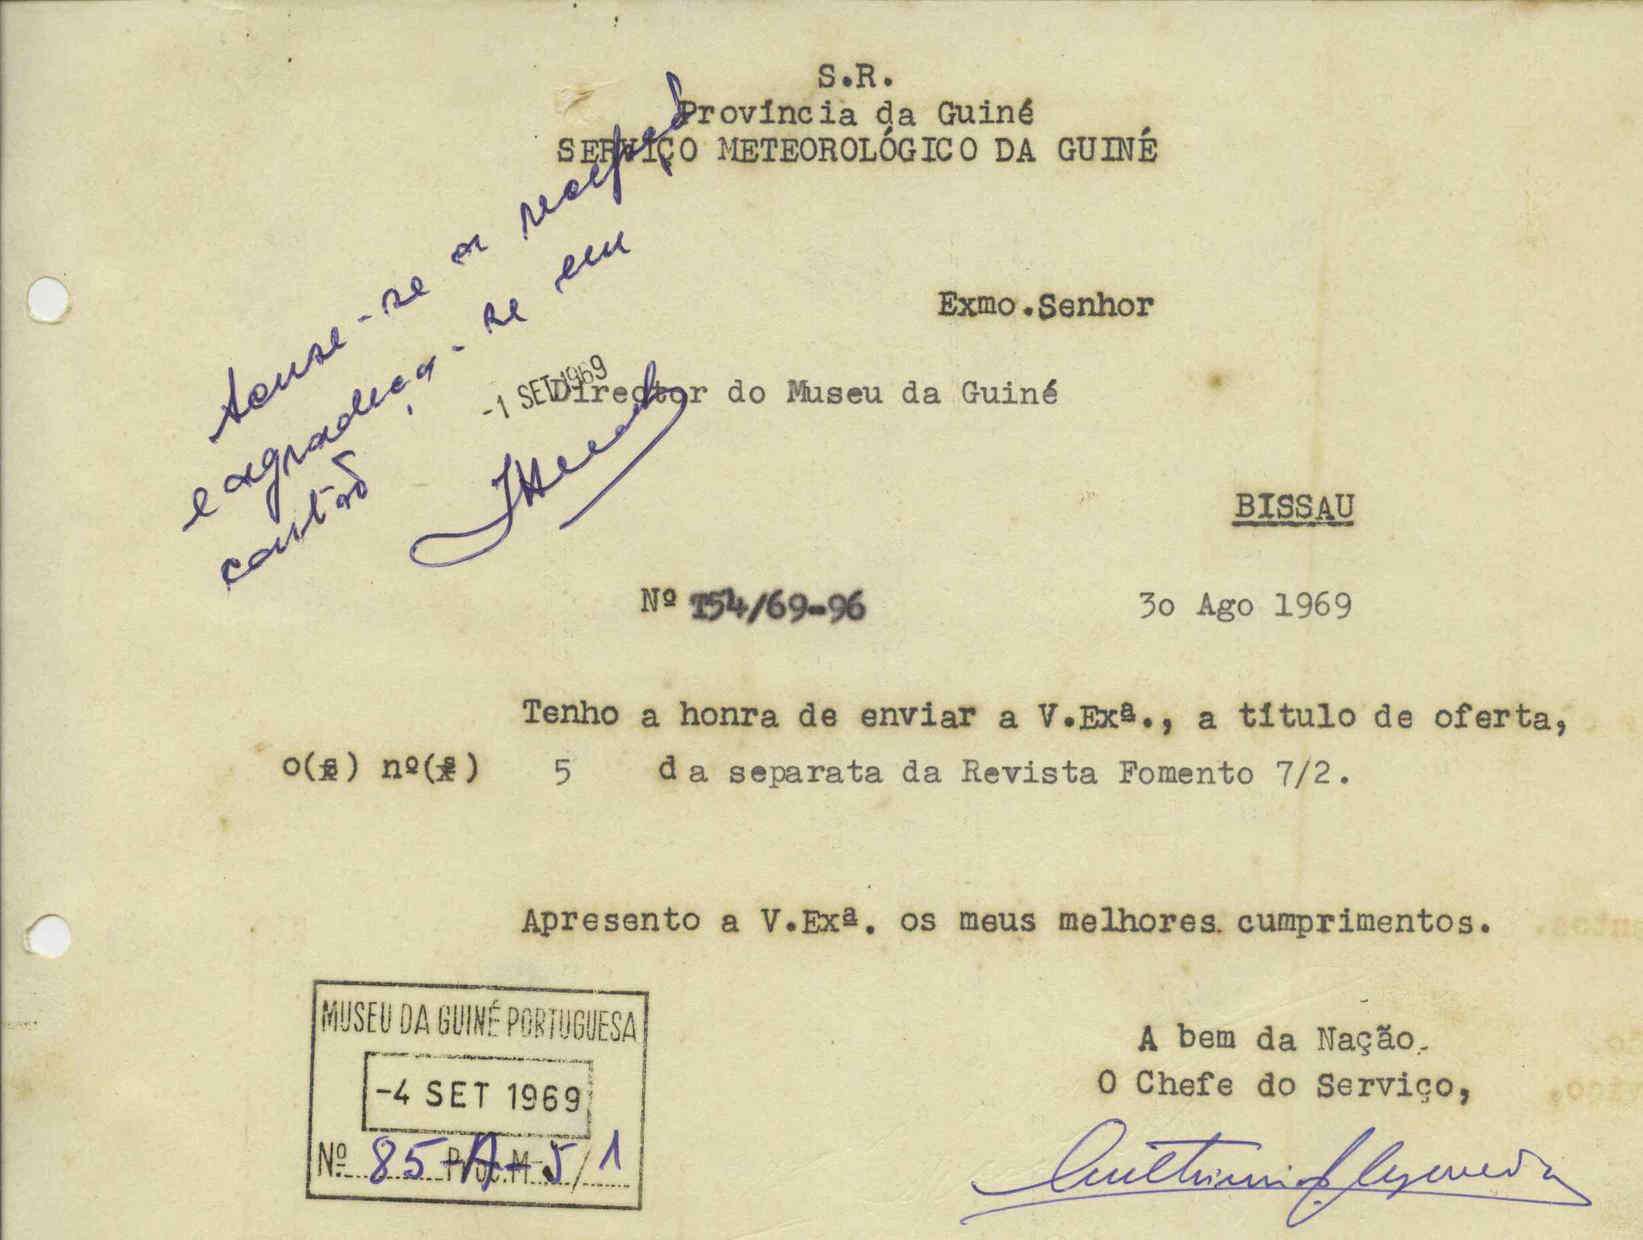 S.R.
Província da Guiné
SERVIÇO METEOROLÓGICO DA GUINÉ
Acuse-se a recepção
e agradeça-se em
cartão
-1 SET 1969
Exmo.Senhor
Director do Museu da Guiné
BISSAU
Nº 154/69-96
30 Ago 1969
Tenho a honra de enviar a V.Exª., a título de oferta,
o(s) nº(s) 5 da separata da Revista Fomento 7/2.
Apresento a V.Exª. os meus melhores cumprimentos.
MUSEU DA GUINÉ PORTUGUESA
-4 SET 1969
Nº 85 Proc.M A-5/1
A bem da Nação.
O Chefe do Serviço,